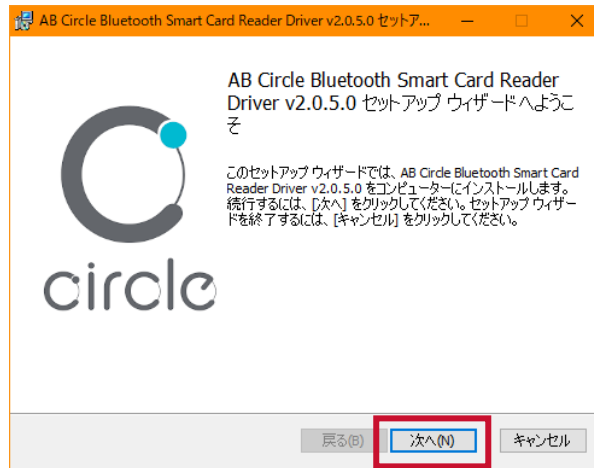 AB Circle Bluetooth Smart Card Reader Driver v2.0.5.0 セットア...
AB Circle Bluetooth Smart Card Reader
Driver v2.0.5.0 セットアップ ウィザードへようこ
そ
このセットアップ ウィザードでは、AB Circle Bluetooth Smart Card
Reader Driver v2.0.5.0 をコンピューターにインストールします。
続行するには、[次へ] をクリックしてください。セットアップ ウィザー
ドを終了するには、[キャンセル] をクリックしてください。
circle
戻る(B)
次へ(N)
キャンセル